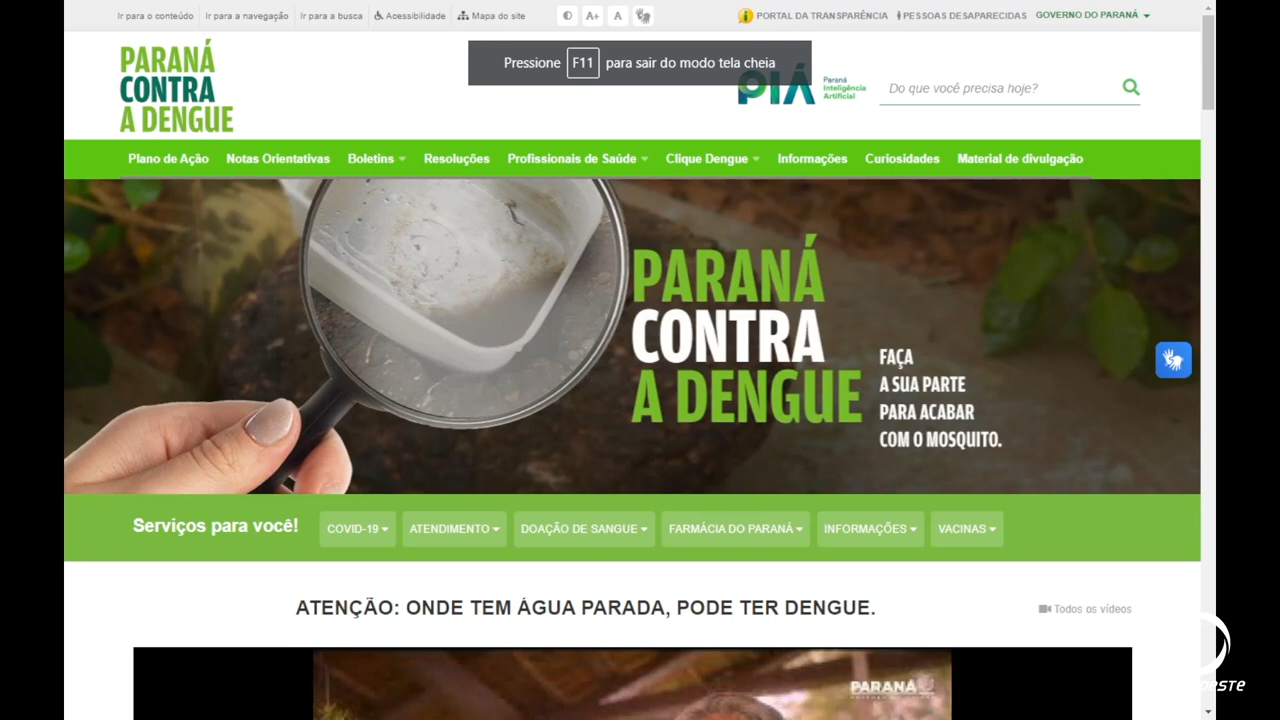 Ir para o conteúdo Ir para a navegação Ir para a busca Acessibilidade Mapa do site A+ A PORTAL DA TRANSPARÊNCIA PESSOAS DESAPARECIDAS GOVERNO DO PARANÁ
Pressione F11 para sair do modo tela cheia
PARANÁ
CONTRA
A DENGUE
PIÁ
Paraná
Inteligência
Artificial
Do que você precisa hoje?
Plano de Ação Notas Orientativas Boletins Resoluções Profissionais de Saúde Clique Dengue Informações Curiosidades Material de divulgação
PARANÁ
CONTRA
A DENGUE
FAÇA
A SUA PARTE
PARA ACABAR
COM O MOSQUITO.
Serviços para você! COVID-19 ATENDIMENTO DOAÇÃO DE SANGUE FARMÁCIA DO PARANÁ INFORMAÇÕES VACINAS
ATENÇÃO: ONDE TEM ÁGUA PARADA, PODE TER DENGUE.
Todos os vídeos
PARANÁ